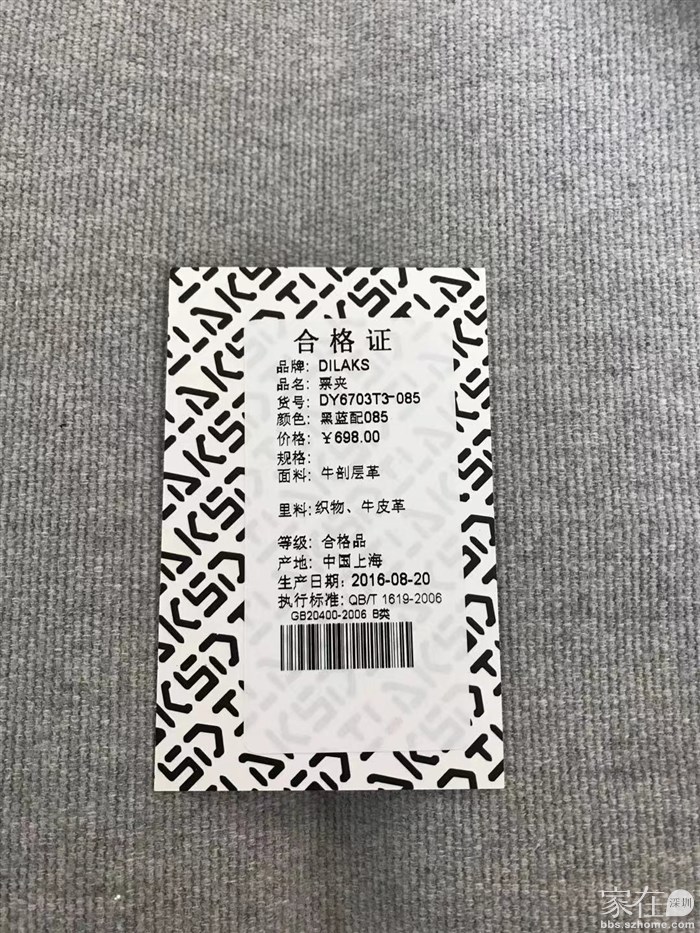 合格证
品牌: DILAKS
品名: 票夹
货号: DY6703T3-085
颜色: 黑蓝配085
价格: ￥698.00
规格:
面料: 牛剖层革
里料: 织物、牛皮革
等级: 合格品
产地: 中国上海
生产日期: 2016-08-20
执行标准: QB/T 1619-2006
GB20400-2006 B类
家在深圳
bbs.szhome.com